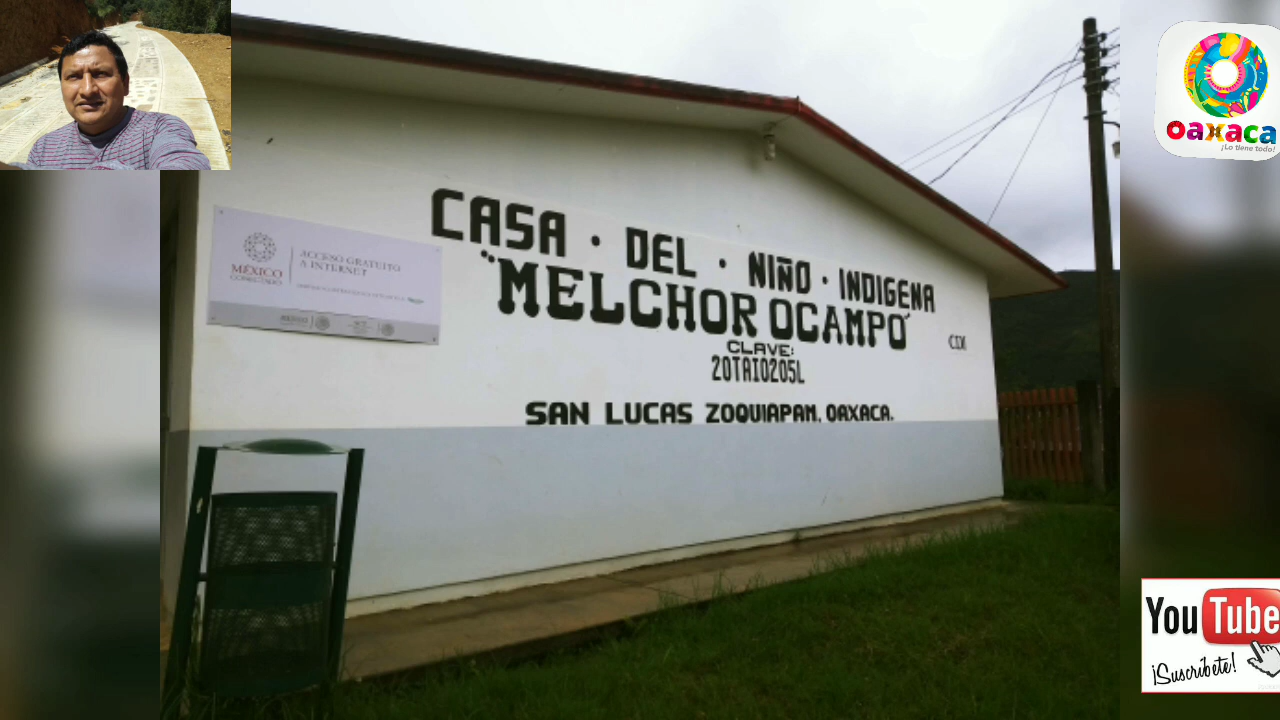 CASA · DEL · NIÑO · INDIGENA
"MELCHOR OCAMPO"
CLAVE:
20TAI0205L
CDI
SAN LUCAS ZOQUIAPAM, OAXACA.
MÉXICO
CONECTADO
ACCESO GRATUITO
A INTERNET
Oaxaca
¡Lo tiene todo!
YouTube
¡Suscríbete!